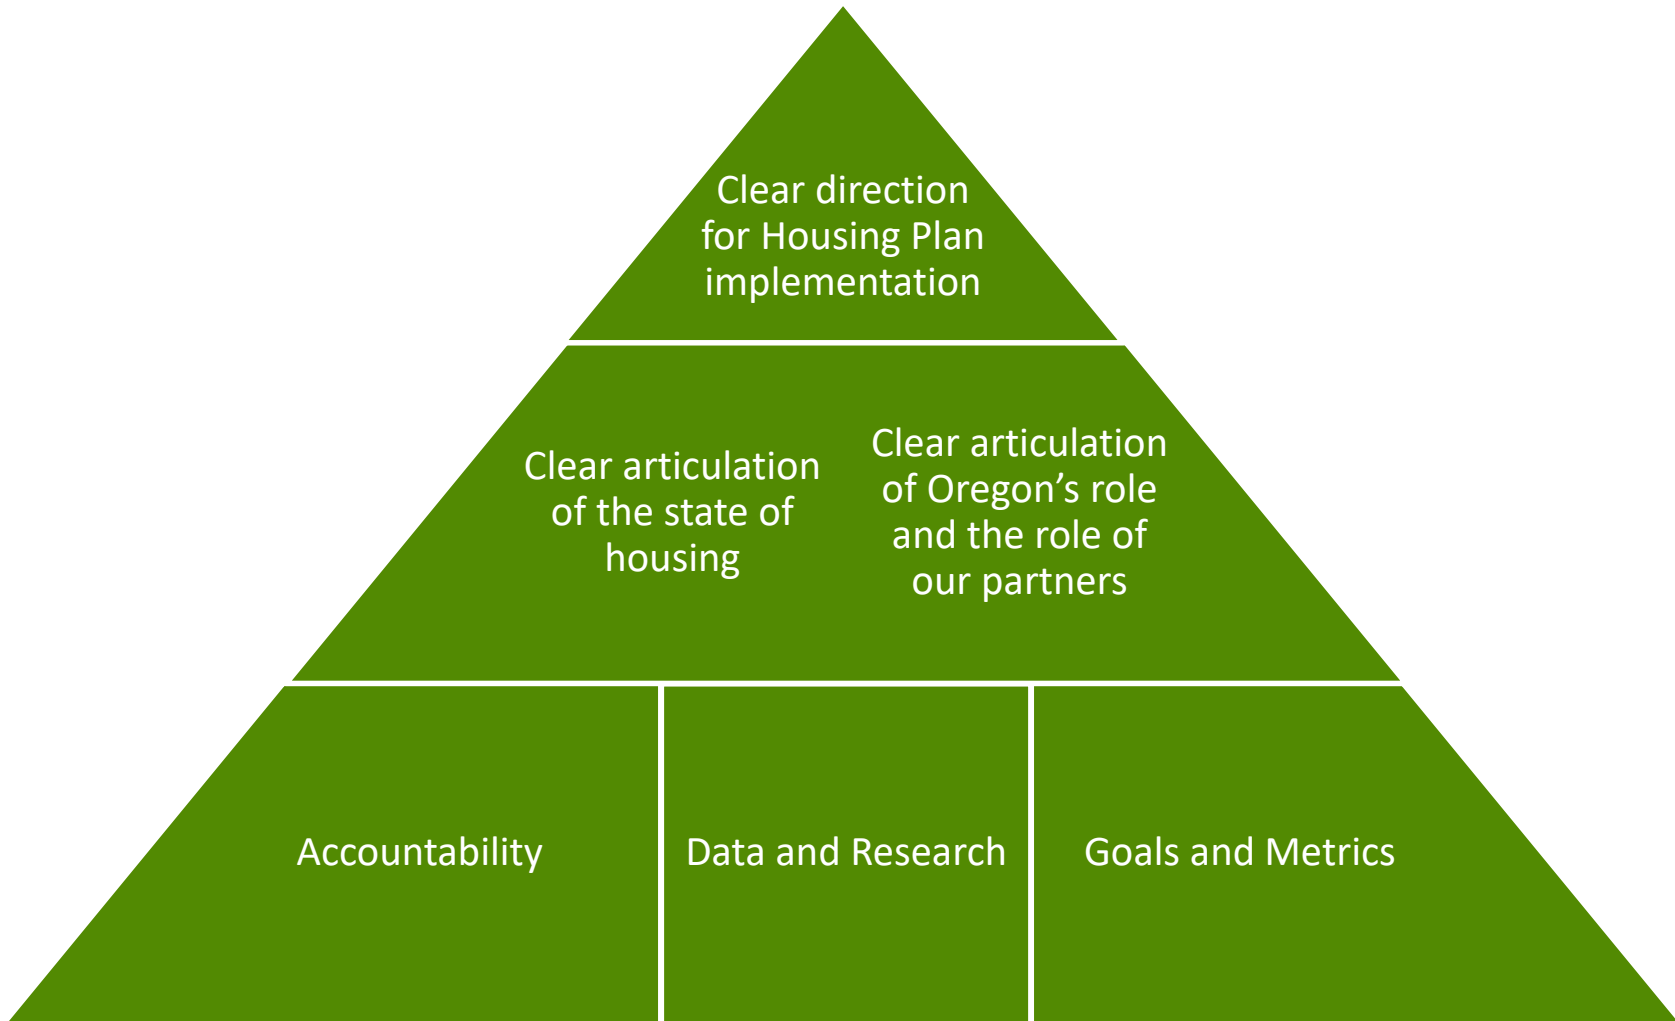 Clear direction
for Housing Plan
implementation
Clear articulation
of the state of
housing
Clear articulation
of Oregon’s role
and the role of
our partners
Accountability
Data and Research
Goals and Metrics